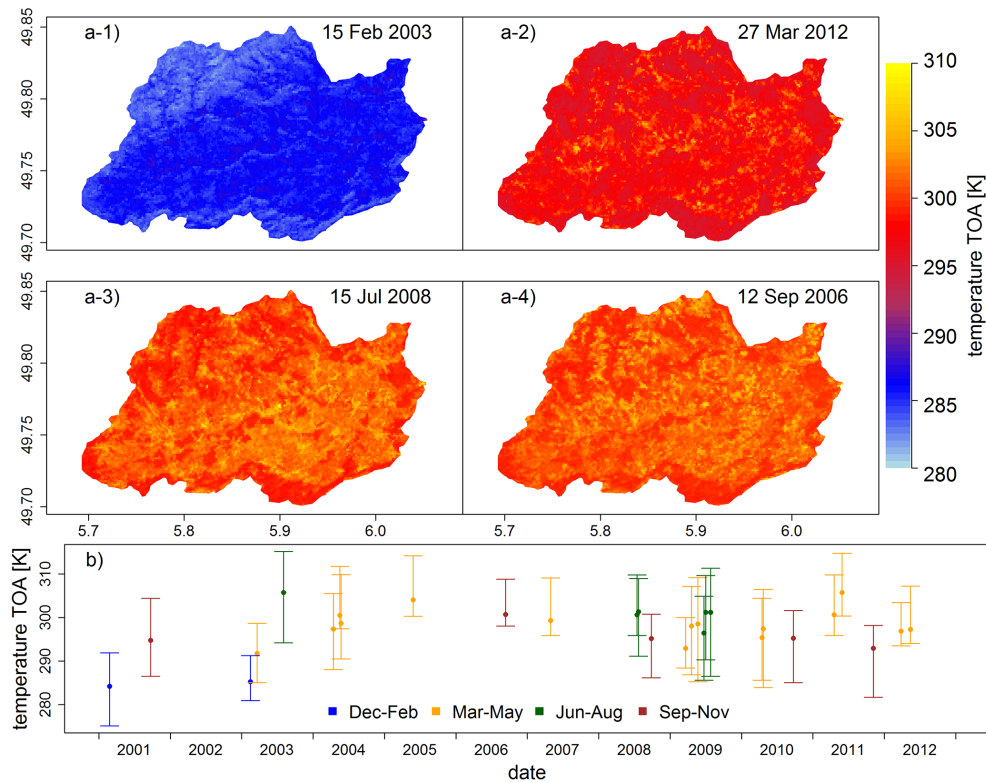 a-1) 15 Feb 2003
a-2) 27 Mar 2012
49.85
49.80
49.75
49.70
310
305
300
295
290
285
280
temperature TOA [K]
a-3) 15 Jul 2008
a-4) 12 Sep 2006
49.85
49.80
49.75
49.70
5.7 5.8 5.9 6.0
5.7 5.8 5.9 6.0
b)
temperature TOA [K]
310
300
290
280
Dec-Feb Mar-May Jun-Aug Sep-Nov
2001 2002 2003 2004 2005 2006 2007 2008 2009 2010 2011 2012
date